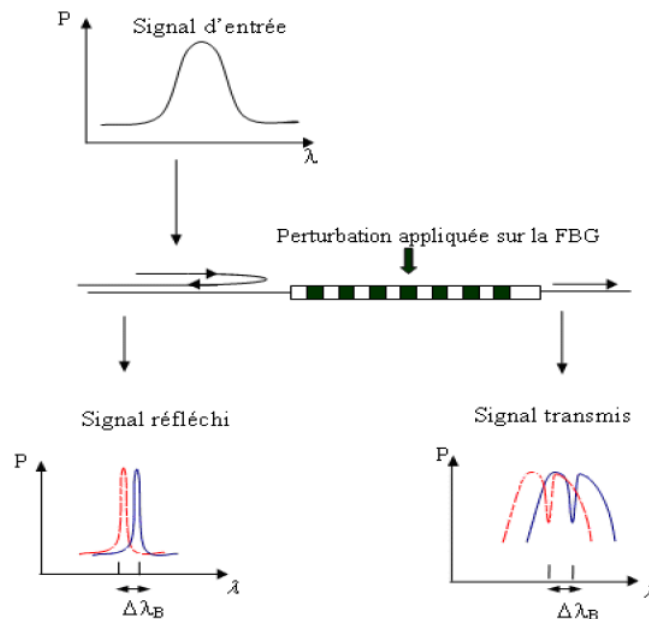 P
Signal d'entrée
λ
Perturbation appliquée sur la FBG
Signal réfléchi
P
λ
Δλ_B
Signal transmis
P
λ
Δλ_B